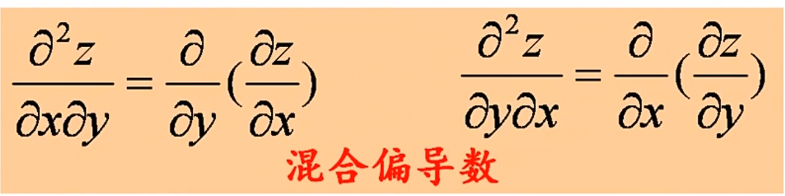 ∂²z/∂x∂y = ∂/∂y(∂z/∂x)    ∂²z/∂y∂x = ∂/∂x(∂z/∂y)
混合偏导数